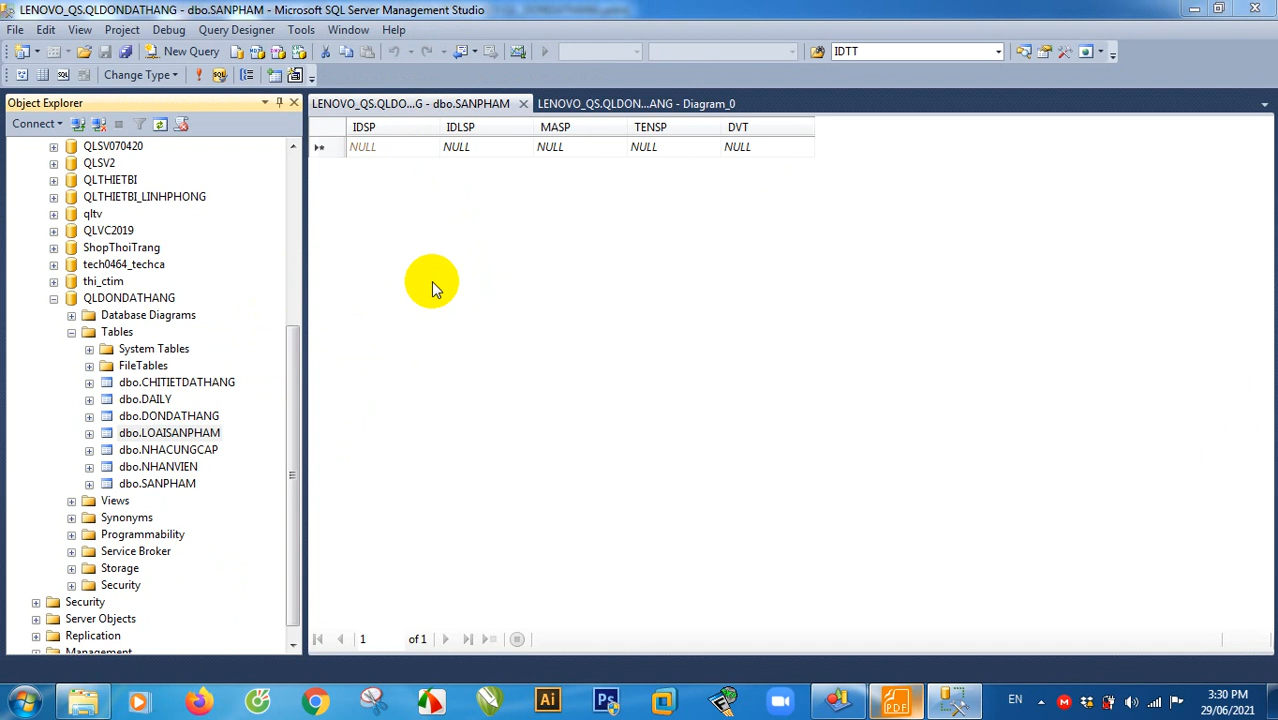 LENOVO_QS.QLDONDATHANG - dbo.SANPHAM - Microsoft SQL Server Management Studio
File Edit View Project Debug Query Designer Tools Window Help
New Query
IDTT
Change Type
Object Explorer
LENOVO_QS.QLDO...G - dbo.SANPHAM
LENOVO_QS.QLDON...ANG - Diagram_0
Connect
IDSP IDLSP MASP TENSP DVT
NULL NULL NULL NULL NULL
QLSV070420
QLSV2
QLTHIETBI
QLTHIETBI_LINHPHONG
qltv
QLVC2019
ShopThoiTrang
tech0464_techca
thi_ctim
QLDONDATHANG
Database Diagrams
Tables
System Tables
FileTables
dbo.CHITIETDATHANG
dbo.DAILY
dbo.DONDATHANG
dbo.LOAISANPHAM
dbo.NHACUNGCAP
dbo.NHANVIEN
dbo.SANPHAM
Views
Synonyms
Programmability
Service Broker
Storage
Security
Security
Server Objects
Replication
Management
1 of 1
Ai
Ps
PDF
EN
3:30 PM
29/06/2021